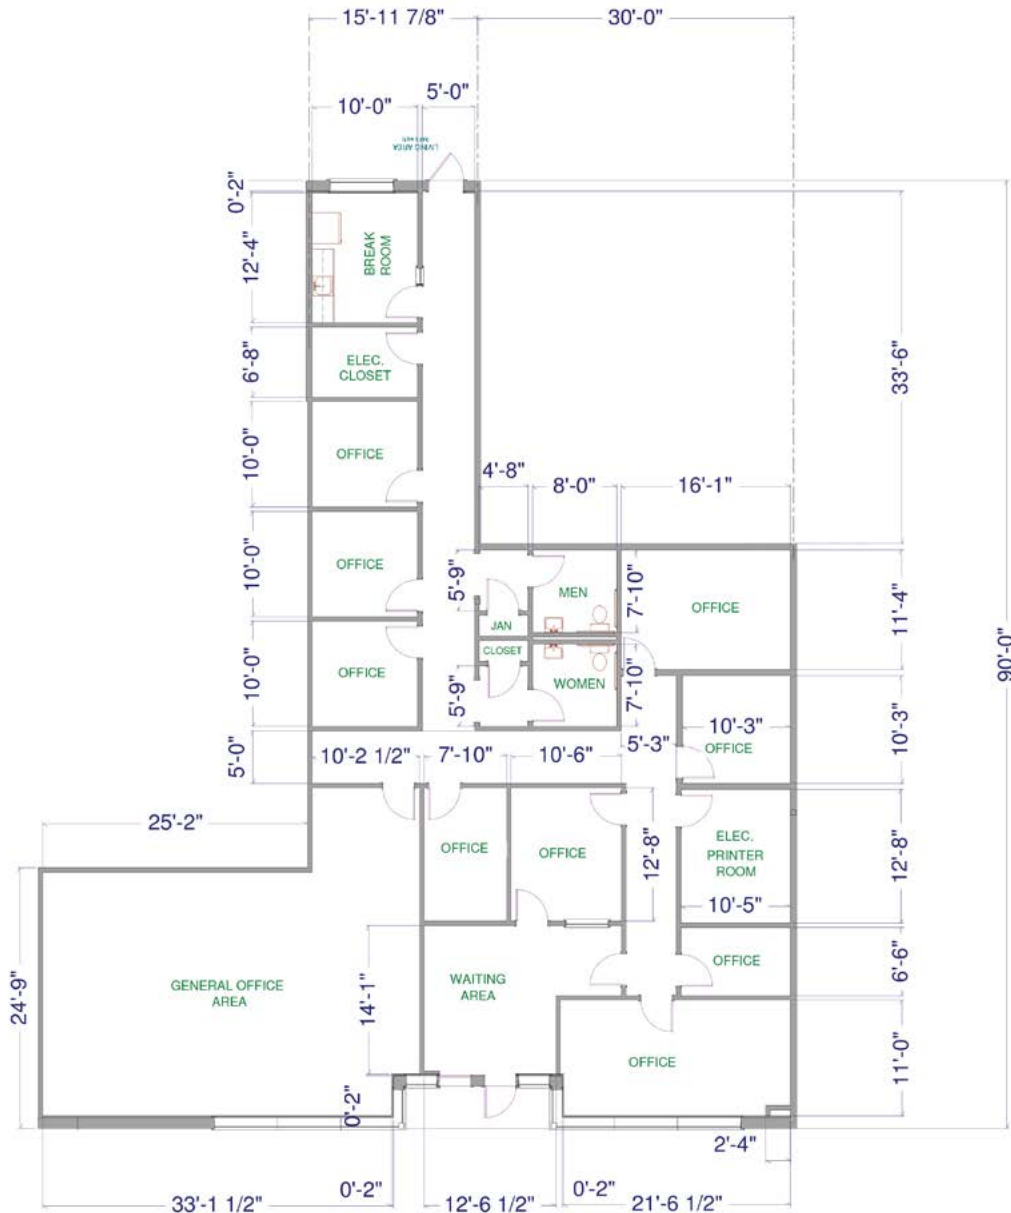 15'-11 7/8"
30'-0"
10'-0"
5'-0"
LIVING AREA
0'-2"
12'-4"
BREAK
ROOM
6'-8"
ELEC.
CLOSET
33'-6"
10'-0"
OFFICE
4'-8"
8'-0"
16'-1"
10'-0"
OFFICE
5'-9"
MEN
7'-10"
OFFICE
11'-4"
JAN
CLOSET
90'-0"
10'-0"
OFFICE
5'-9"
WOMEN
7'-10"
10'-3"
OFFICE
10'-3"
5'-0"
10'-2 1/2"
7'-10"
10'-6"
5'-3"
25'-2"
OFFICE
OFFICE
12'-8"
ELEC.
PRINTER
ROOM
12'-8"
10'-5"
24'-9"
GENERAL OFFICE
AREA
14'-1"
WAITING
AREA
OFFICE
6'-6"
OFFICE
11'-0"
0'-2"
2'-4"
33'-1 1/2"
0'-2"
12'-6 1/2"
0'-2"
21'-6 1/2"